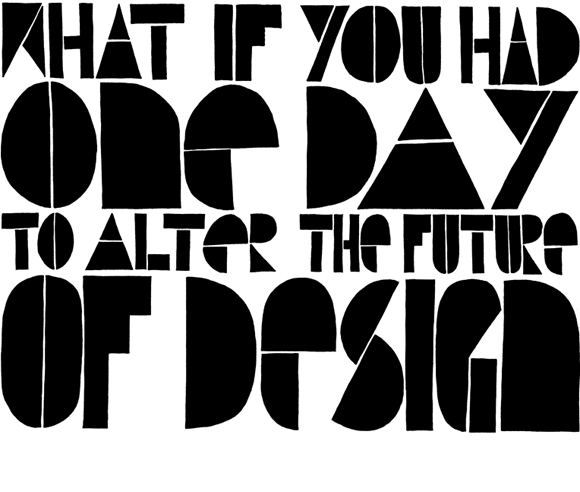 WHAT IF YOU HAD
One DAY
TO ALTeR THe FUTURe
OF DeSIGn